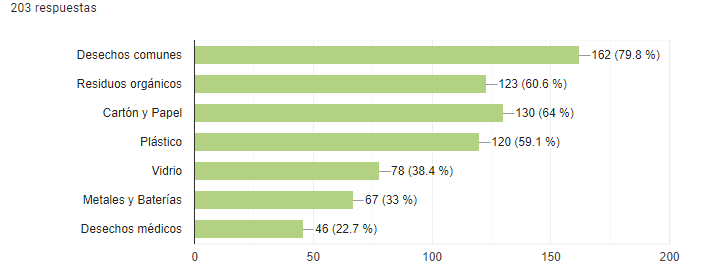 203 respuestas
Desechos comunes 162 (79.8 %)
Residuos orgánicos 123 (60.6 %)
Cartón y Papel 130 (64 %)
Plástico 120 (59.1 %)
Vidrio 78 (38.4 %)
Metales y Baterías 67 (33 %)
Desechos médicos 46 (22.7 %)
0 50 100 150 200